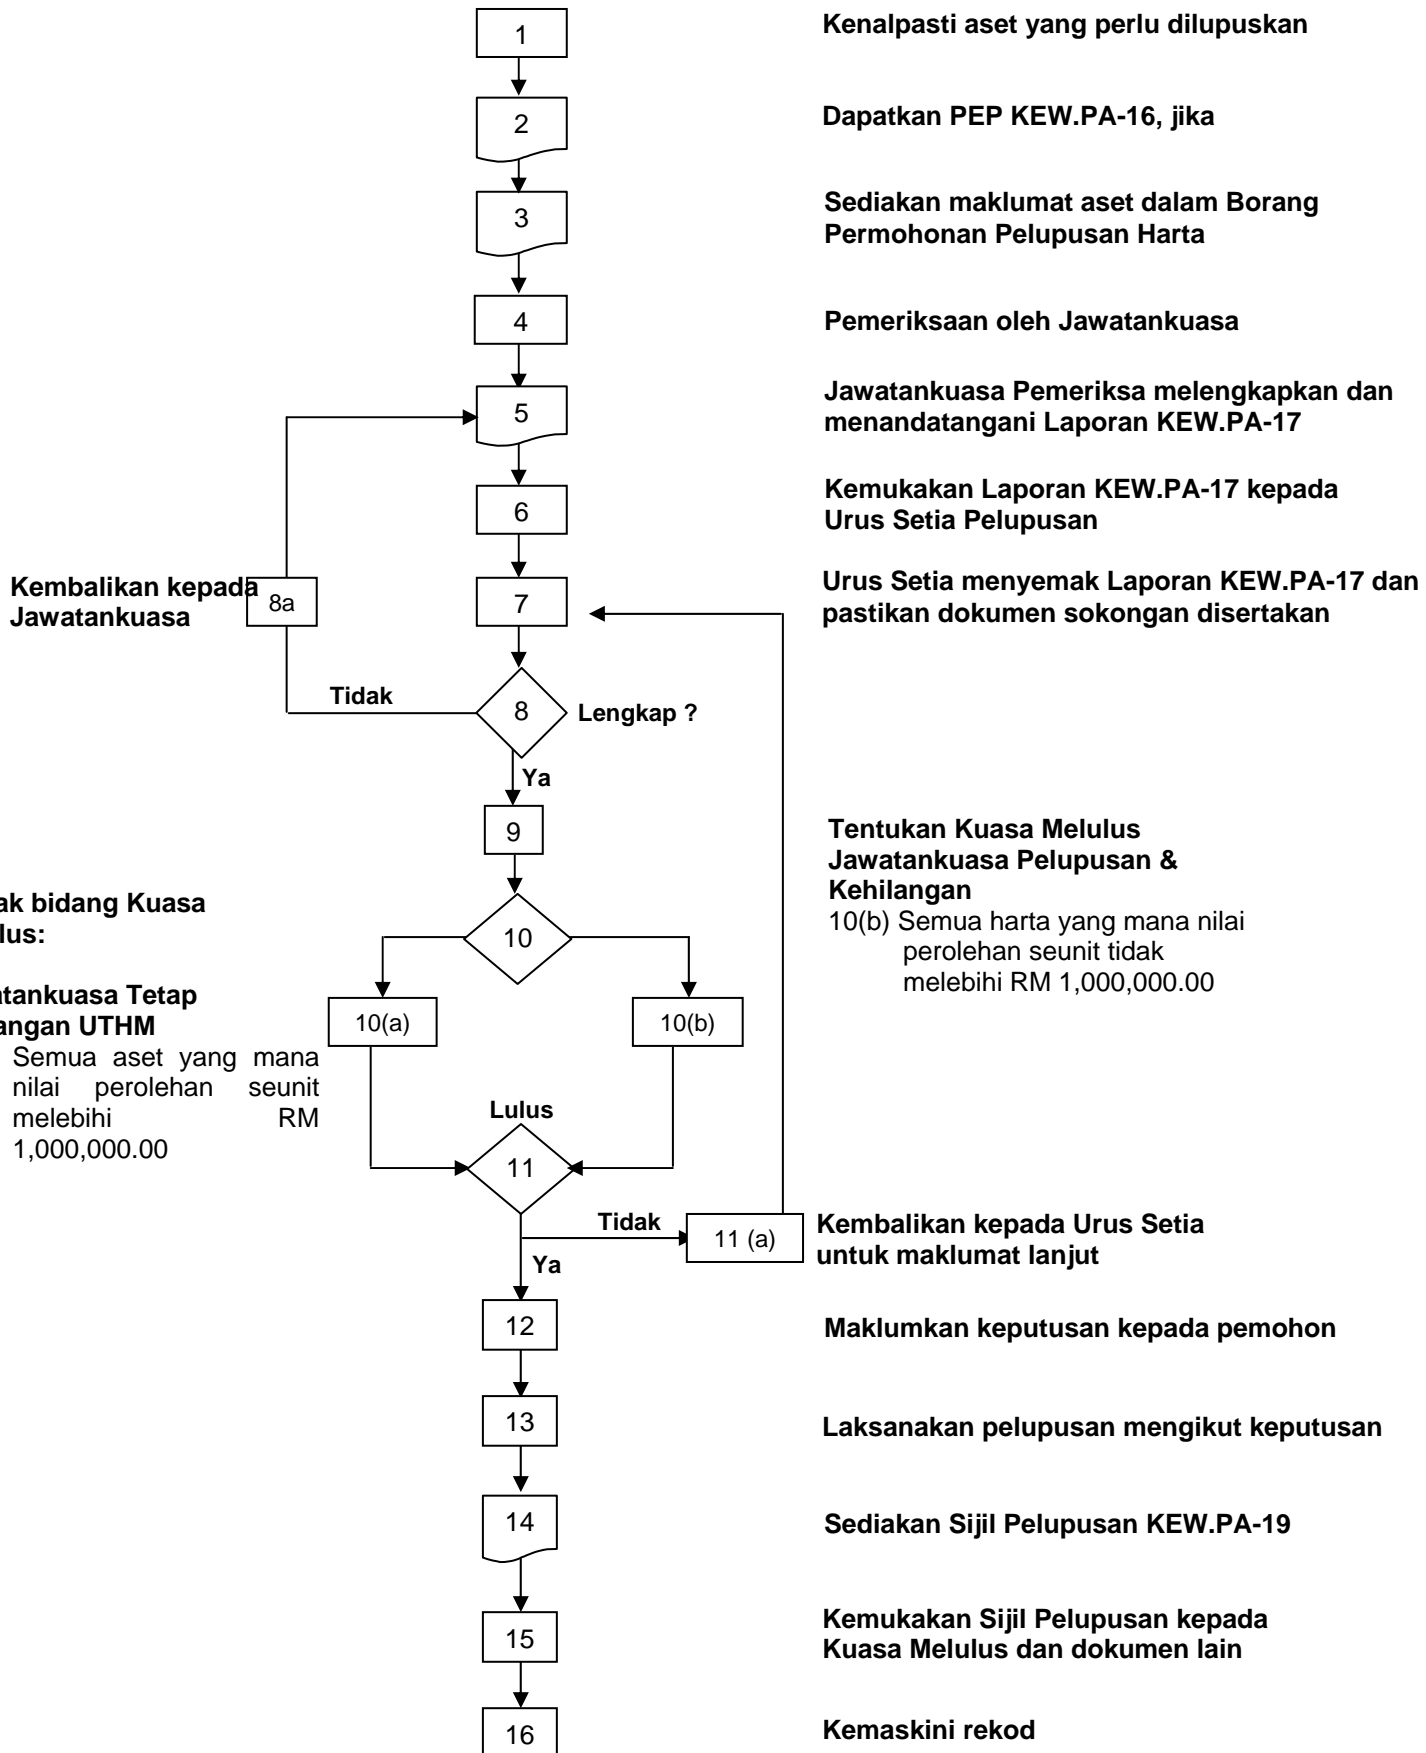 1
Kenalpasti aset yang perlu dilupuskan
2
Dapatkan PEP KEW.PA-16, jika
3
Sediakan maklumat aset dalam Borang
Permohonan Pelupusan Harta
4
Pemeriksaan oleh Jawatankuasa
5
Jawatankuasa Pemeriksa melengkapkan dan
menandatangani Laporan KEW.PA-17
6
Kemukakan Laporan KEW.PA-17 kepada
Urus Setia Pelupusan
Kembalikan kepada
Jawatankuasa
8a
7
Urus Setia menyemak Laporan KEW.PA-17 dan
pastikan dokumen sokongan disertakan
Tidak
8
Lengkap ?
Ya
9
Tentukan Kuasa Melulus
Jawatankuasa Pelupusan &
Kehilangan
10(b) Semua harta yang mana nilai
perolehan seunit tidak
melebihi RM 1,000,000.00
ak bidang Kuasa
lus:
10
atankuasa Tetap
angan UTHM
Semua aset yang mana
nilai perolehan seunit
melebihi RM
1,000,000.00
10(a)
10(b)
Lulus
11
Tidak
11 (a)
Kembalikan kepada Urus Setia
untuk maklumat lanjut
Ya
12
Maklumkan keputusan kepada pemohon
13
Laksanakan pelupusan mengikut keputusan
14
Sediakan Sijil Pelupusan KEW.PA-19
15
Kemukakan Sijil Pelupusan kepada
Kuasa Melulus dan dokumen lain
16
Kemaskini rekod